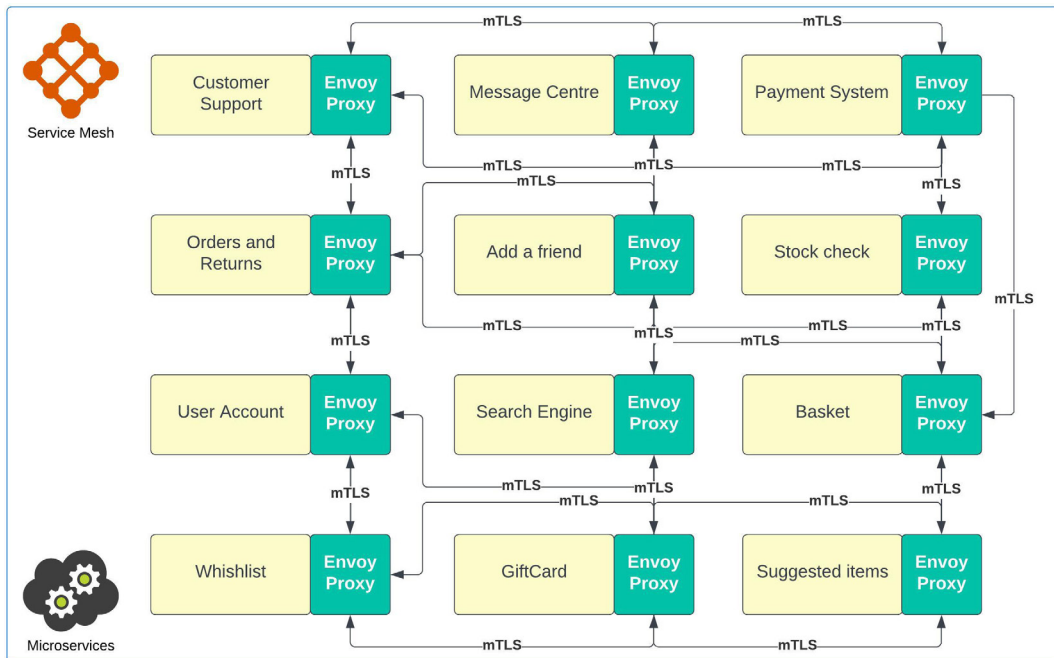 mTLS
mTLS
Customer
Support
Envoy
Proxy
Message Centre
Envoy
Proxy
Payment System
Envoy
Proxy
Service Mesh
mTLS
mTLS
mTLS
mTLS
mTLS
mTLS
Orders and
Returns
Envoy
Proxy
Add a friend
Envoy
Proxy
Stock check
Envoy
Proxy
mTLS
mTLS
mTLS
mTLS
mTLS
mTLS
mTLS
User Account
Envoy
Proxy
Search Engine
Envoy
Proxy
Basket
Envoy
Proxy
mTLS
mTLS
mTLS
mTLS
mTLS
mTLS
Whishlist
Envoy
Proxy
GiftCard
Envoy
Proxy
Suggested items
Envoy
Proxy
Microservices
mTLS
mTLS